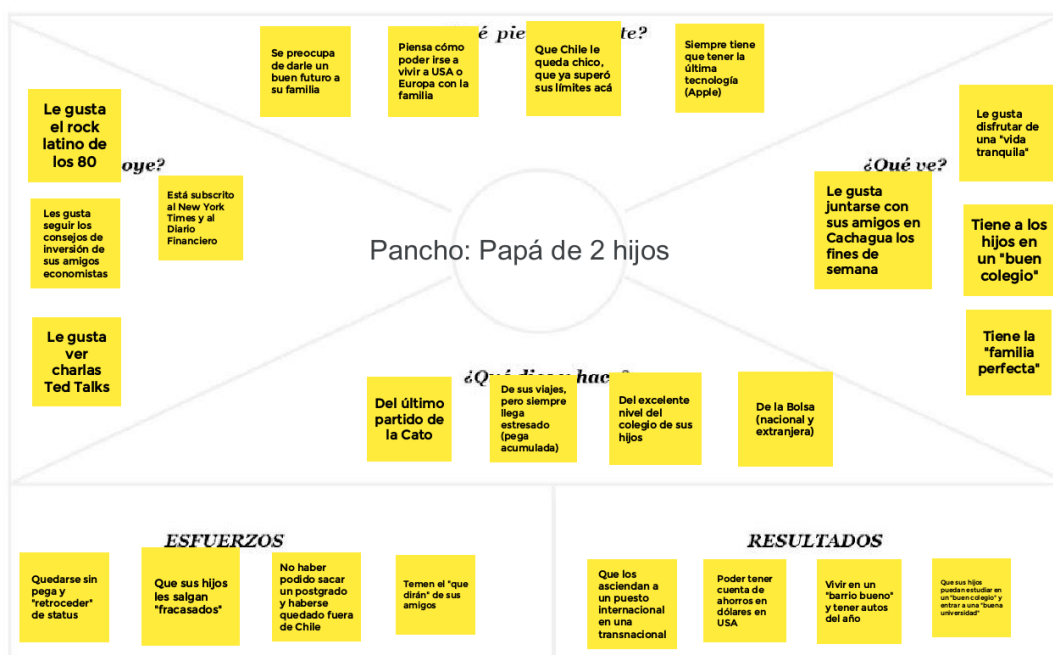 Se preocupa
de darle un
buen futuro a
su familia
Piensa cómo
poder irse a
vivir a USA o
Europa con la
familia
Que Chile le
queda chico,
que ya superó
sus límites acá
Siempre tiene
que tener la
última
tecnología
(Apple)
Le gusta
el rock
latino de
los 80
oye?
Les gusta
seguir los
consejos de
inversión de
sus amigos
economistas
Está subscrito
al New York
Times y al
Diario
Financiero
Le gusta
ver
charlas
Ted Talks
Pancho: Papá de 2 hijos
¿Qué ve?
Le gusta
disfrutar de
una "vida
tranquila"
Le gusta
juntarse con
sus amigos en
Cachagua los
fines de
semana
Tiene a los
hijos en
un "buen
colegio"
Tiene la
"familia
perfecta"
Del último
partido de
la Cato
De sus viajes,
pero siempre
llega
estresado
(pega
acumulada)
Del excelente
nivel del
colegio de sus
hijos
De la Bolsa
(nacional y
extranjera)
ESFUERZOS
Quedarse sin
pega y
"retroceder"
de status
Que sus hijos
les salgan
"fracasados"
No haber
podido sacar
un postgrado
y haberse
quedado fuera
de Chile
Temen el "que
dirán" de sus
amigos
RESULTADOS
Que los
asciendan a
un puesto
internacional
en una
transnacional
Poder tener
cuenta de
ahorros en
dólares en
USA
Vivir en un
"barrio bueno"
y tener autos
del año
Que sus hijos
puedan estudiar en
un "buen colegio" y
entrar a una "buena
universidad"